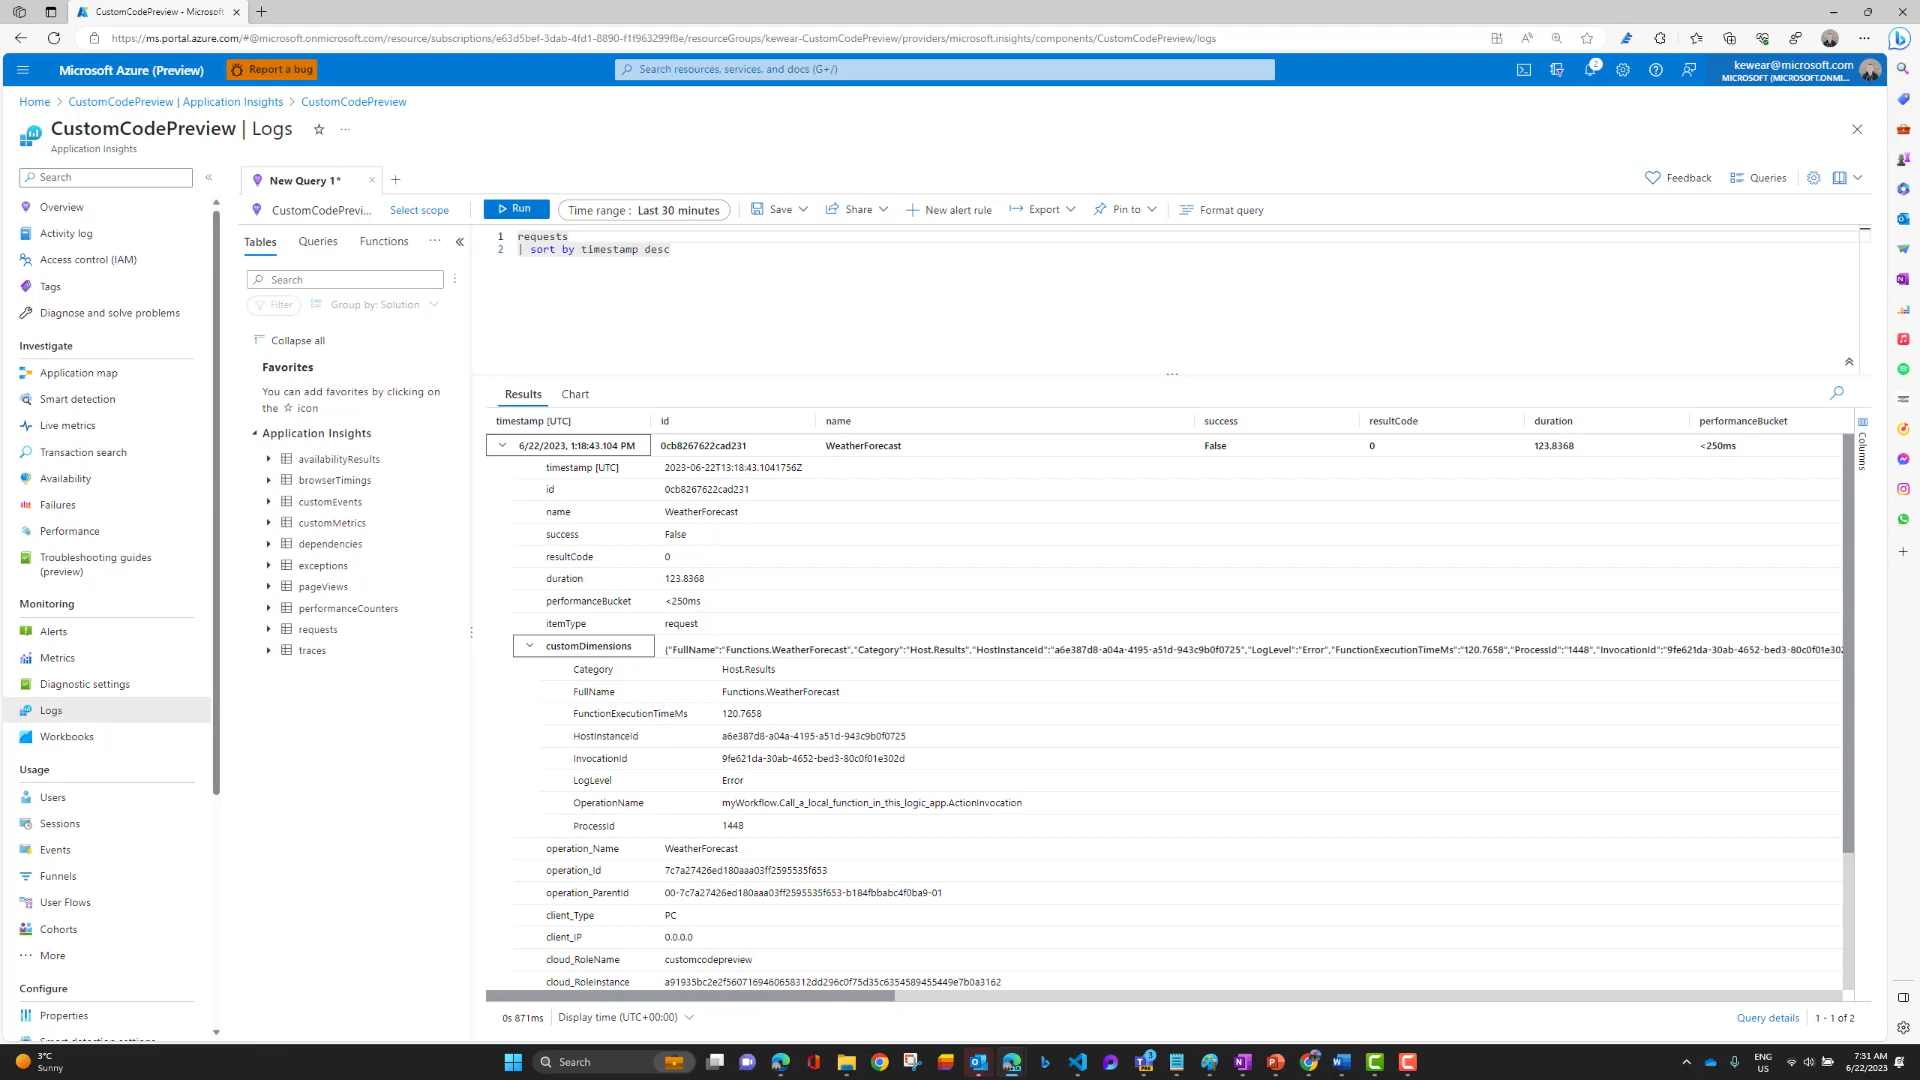 CustomCodePreview - Microsoft
https://ms.portal.azure.com/#@microsoft.onmicrosoft.com/resource/subscriptions/e63d5bef-3dab-4fd1-8890-f1f963299f8e/resourceGroups/kewear-CustomCodePreview/providers/microsoft.insights/components/CustomCodePreview/logs
Microsoft Azure (Preview)
Report a bug
Search resources, services, and docs (G+/)
2
kewear@microsoft.com
MICROSOFT (MICROSOFT.ONMI...
Home > CustomCodePreview | Application Insights > CustomCodePreview
CustomCodePreview | Logs
Application Insights
Search
Overview
Activity log
Access control (IAM)
Tags
Diagnose and solve problems
Investigate
Application map
Smart detection
Live metrics
Transaction search
Availability
Failures
Performance
Troubleshooting guides
(preview)
Monitoring
Alerts
Metrics
Diagnostic settings
Logs
Workbooks
Usage
Users
Sessions
Events
Funnels
User Flows
Cohorts
More
Configure
Properties
Smart detection settings
New Query 1*
Feedback
Queries
CustomCodePrevi...
Select scope
Run
Time range : Last 30 minutes
Save
Share
New alert rule
Export
Pin to
Format query
Tables
Queries
Functions
Search
Filter
Group by: Solution
Collapse all
Favorites
You can add favorites by clicking on
the ☆ icon
Application Insights
availabilityResults
browserTimings
customEvents
customMetrics
dependencies
exceptions
pageViews
performanceCounters
requests
traces
1 requests
2 | sort by timestamp desc
Results
Chart
timestamp [UTC] id name success resultCode duration performanceBucket
6/22/2023, 1:18:43.104 PM 0cb8267622cad231 WeatherForecast False 0 123.8368 <250ms
timestamp [UTC] 2023-06-22T13:18:43.1041756Z
id 0cb8267622cad231
name WeatherForecast
success False
resultCode 0
duration 123.8368
performanceBucket <250ms
itemType request
customDimensions {"FullName":"Functions.WeatherForecast","Category":"Host.Results","HostInstanceId":"a6e387d8-a04a-4195-a51d-943c9b0f0725","LogLevel":"Error","FunctionExecutionTimeMs":"120.7658","ProcessId":"1448","InvocationId":"9fe621da-30ab-4652-bed3-80c0f01e302
Category Host.Results
FullName Functions.WeatherForecast
FunctionExecutionTimeMs 120.7658
HostInstanceId a6e387d8-a04a-4195-a51d-943c9b0f0725
InvocationId 9fe621da-30ab-4652-bed3-80c0f01e302d
LogLevel Error
OperationName myWorkflow.Call_a_local_function_in_this_logic_app.ActionInvocation
ProcessId 1448
operation_Name WeatherForecast
operation_Id 7c7a27426ed180aaa03ff2595535f653
operation_ParentId 00-7c7a27426ed180aaa03ff2595535f653-b184fbbabc4f0ba9-01
client_Type PC
client_IP 0.0.0.0
cloud_RoleName customcodepreview
cloud_RoleInstance a91935bc2e2f5607169460658312dd296c0f75d35c6354589455449e7b0a3162
Columns
0s 871ms
Display time (UTC+00:00)
Query details
1 - 1 of 2
3°C
Sunny
Search
3
ENG
US
7:31 AM
6/22/2023